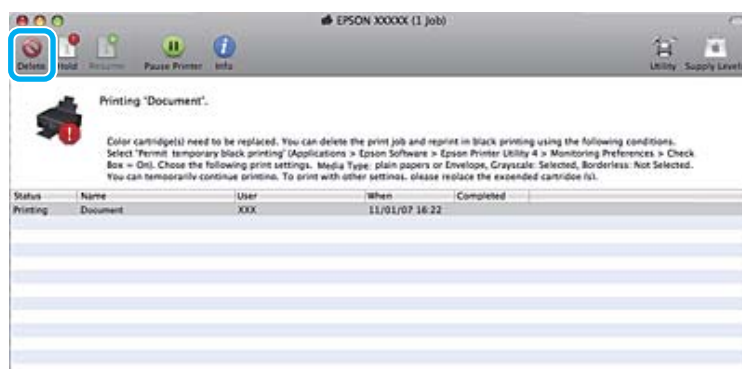 EPSON XXXXX (1 Job)
Delete Hold Resume Pause Printer Info Utility Supply Levels
Printing "Document".
Color cartridge(s) need to be replaced. You can delete the print job and reprint in black printing using the following conditions.
Select "Permit temporary black printing" (Applications > Epson Software > Epson Printer Utility 4 > Monitoring Preferences > Check
Box = On). Chose the following print settings. Media Type: plain papers or Envelope, Grayscale: Selected, Borderless: Not Selected.
You can temporarily continue printing. To print with other settings, please replace the expended cartridge (s).
Status Name User When Completed
Printing Document XXX 11/01/07 16:22